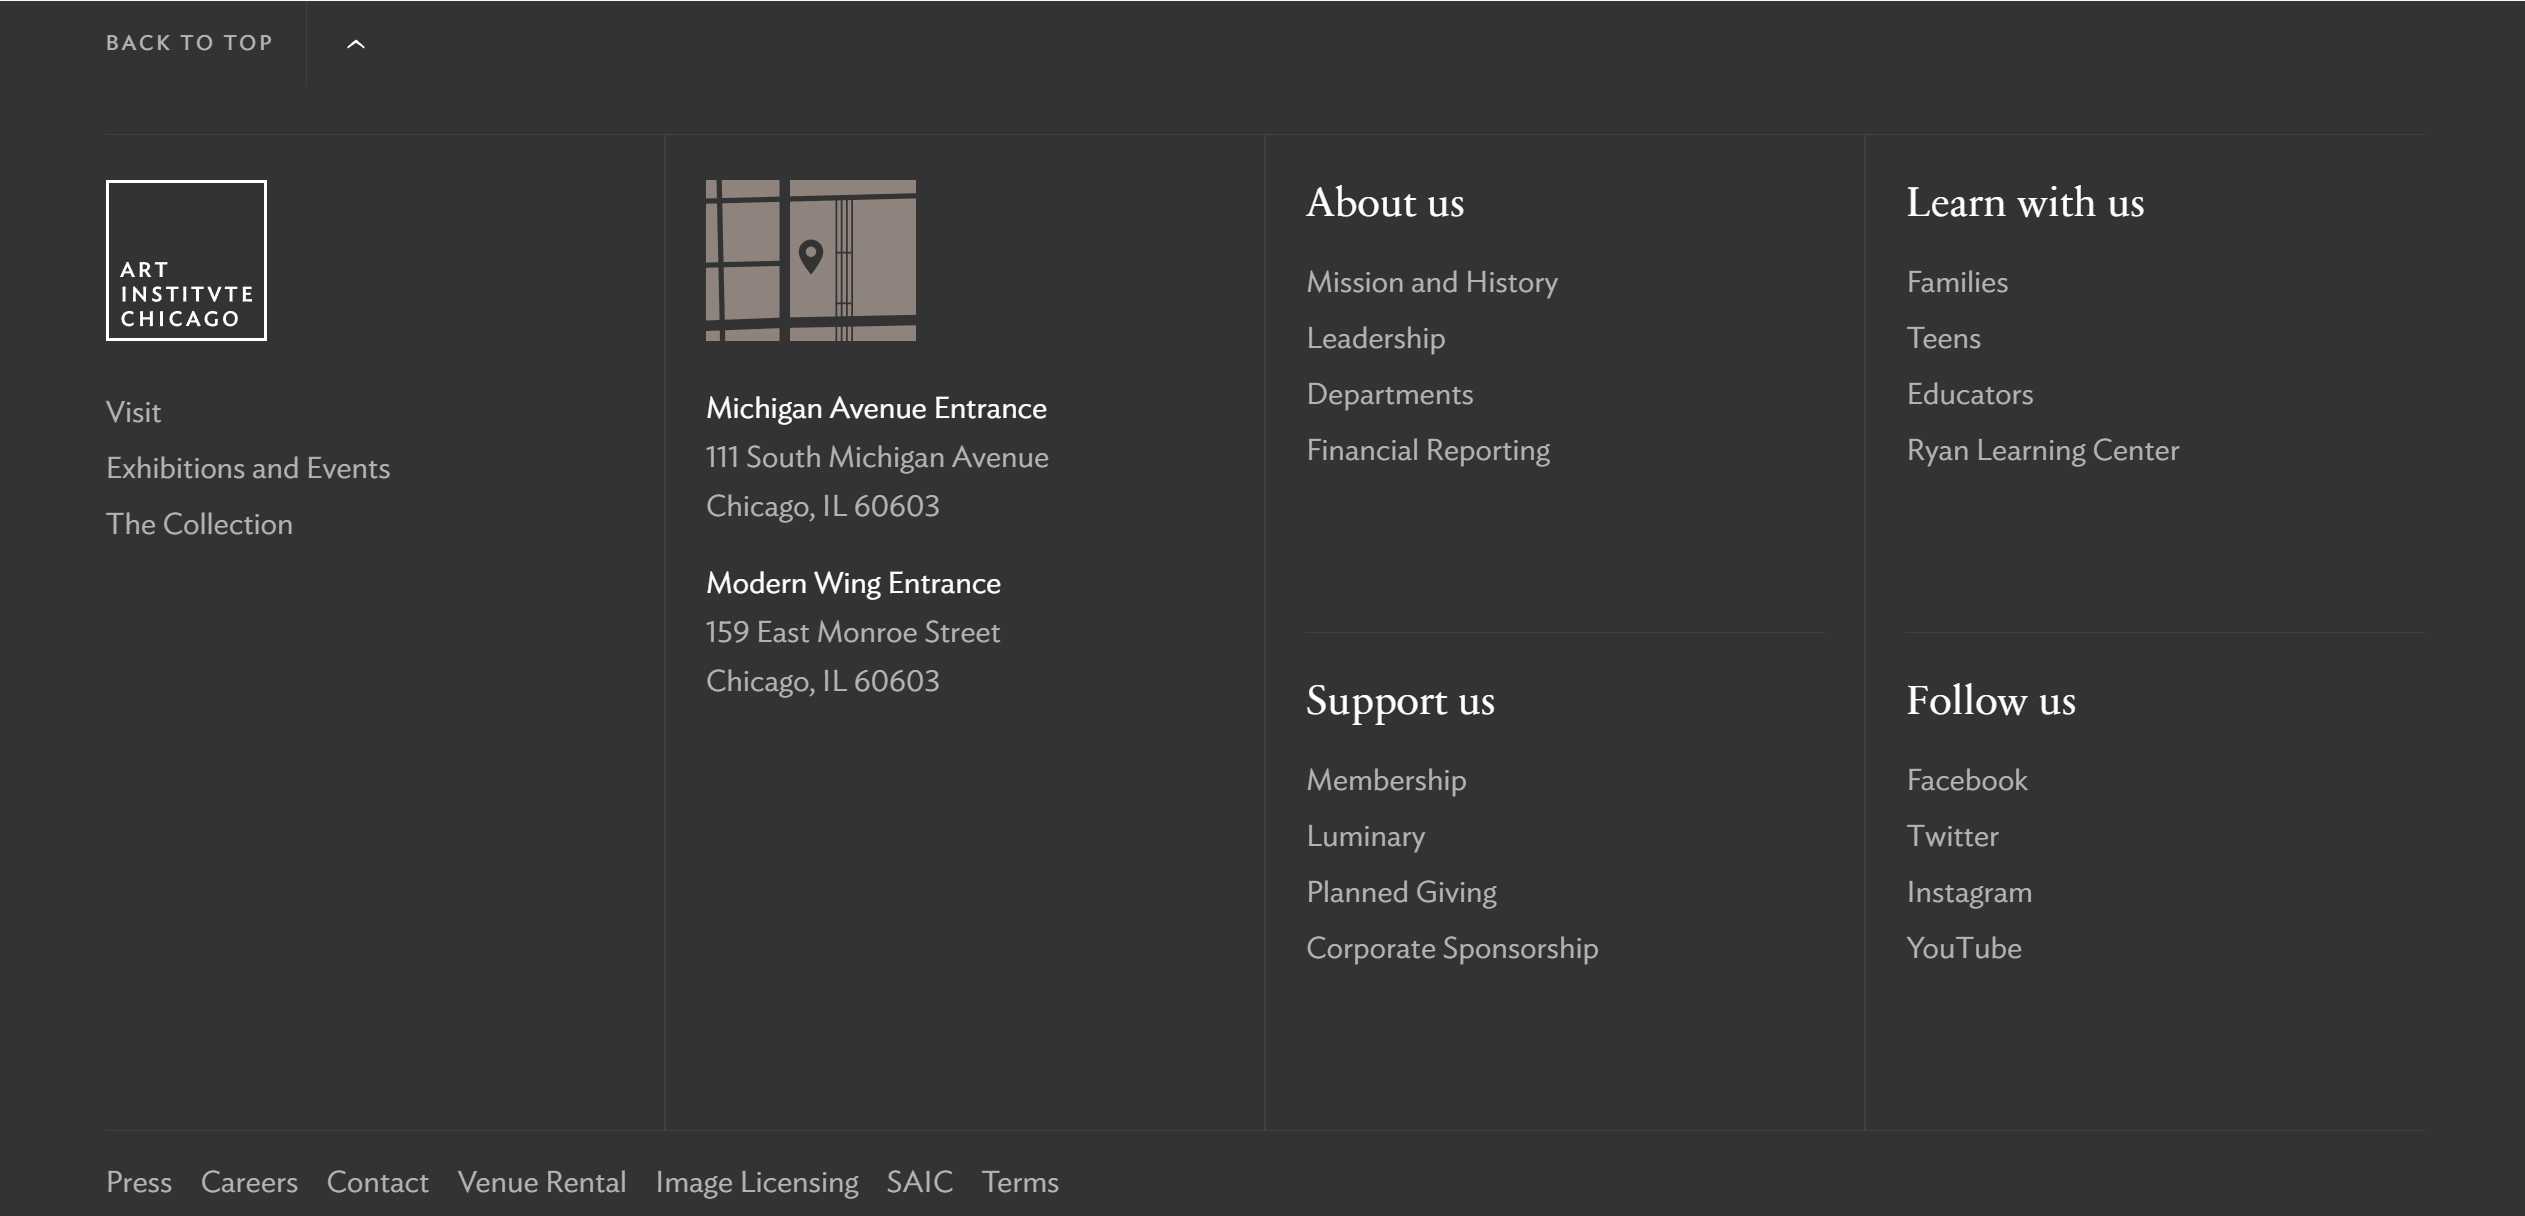 BACK TO TOP
ART
INSTITVTE
CHICAGO
Visit
Exhibitions and Events
The Collection
Michigan Avenue Entrance
111 South Michigan Avenue
Chicago, IL 60603
Modern Wing Entrance
159 East Monroe Street
Chicago, IL 60603
About us
Mission and History
Leadership
Departments
Financial Reporting
Support us
Membership
Luminary
Planned Giving
Corporate Sponsorship
Learn with us
Families
Teens
Educators
Ryan Learning Center
Follow us
Facebook
Twitter
Instagram
YouTube
Press Careers Contact Venue Rental Image Licensing SAIC Terms